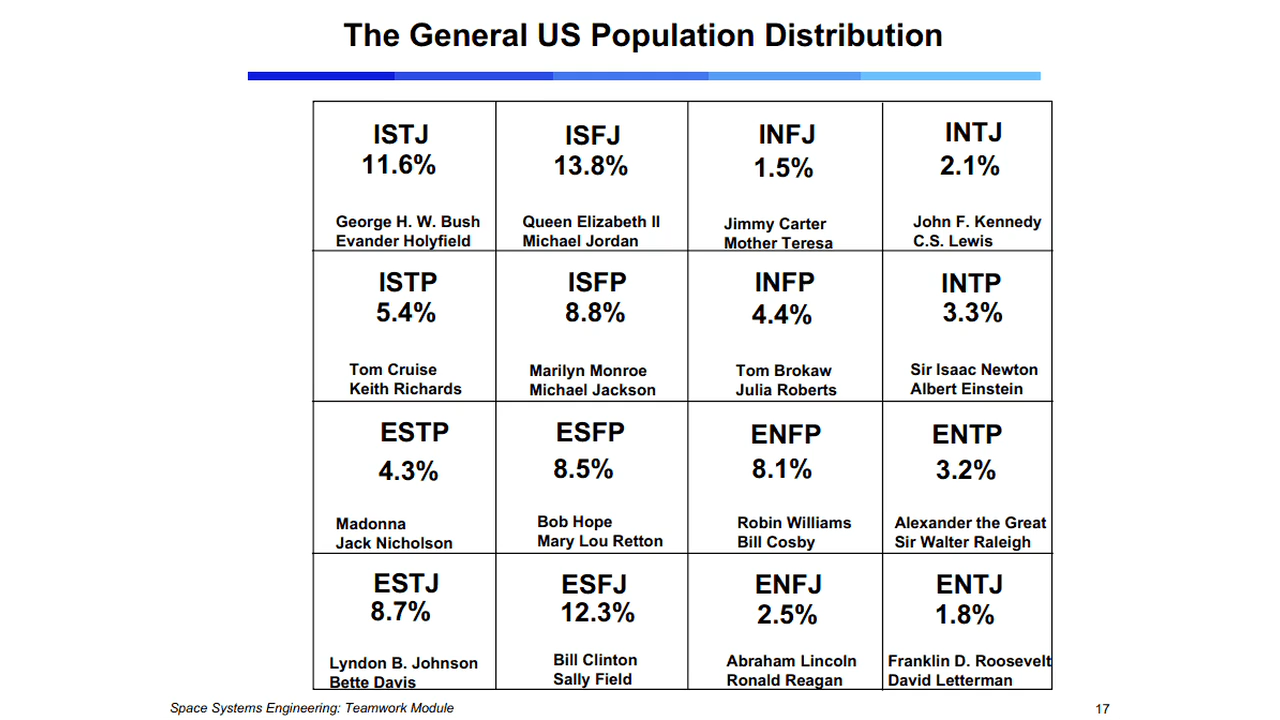 The General US Population Distribution
ISTJ
11.6%
George H. W. Bush
Evander Holyfield
ISFJ
13.8%
Queen Elizabeth II
Michael Jordan
INFJ
1.5%
Jimmy Carter
Mother Teresa
INTJ
2.1%
John F. Kennedy
C.S. Lewis
ISTP
5.4%
Tom Cruise
Keith Richards
ISFP
8.8%
Marilyn Monroe
Michael Jackson
INFP
4.4%
Tom Brokaw
Julia Roberts
INTP
3.3%
Sir Isaac Newton
Albert Einstein
ESTP
4.3%
Madonna
Jack Nicholson
ESFP
8.5%
Bob Hope
Mary Lou Retton
ENFP
8.1%
Robin Williams
Bill Cosby
ENTP
3.2%
Alexander the Great
Sir Walter Raleigh
ESTJ
8.7%
Lyndon B. Johnson
Bette Davis
ESFJ
12.3%
Bill Clinton
Sally Field
ENFJ
2.5%
Abraham Lincoln
Ronald Reagan
ENTJ
1.8%
Franklin D. Roosevelt
David Letterman
Space Systems Engineering: Teamwork Module
17